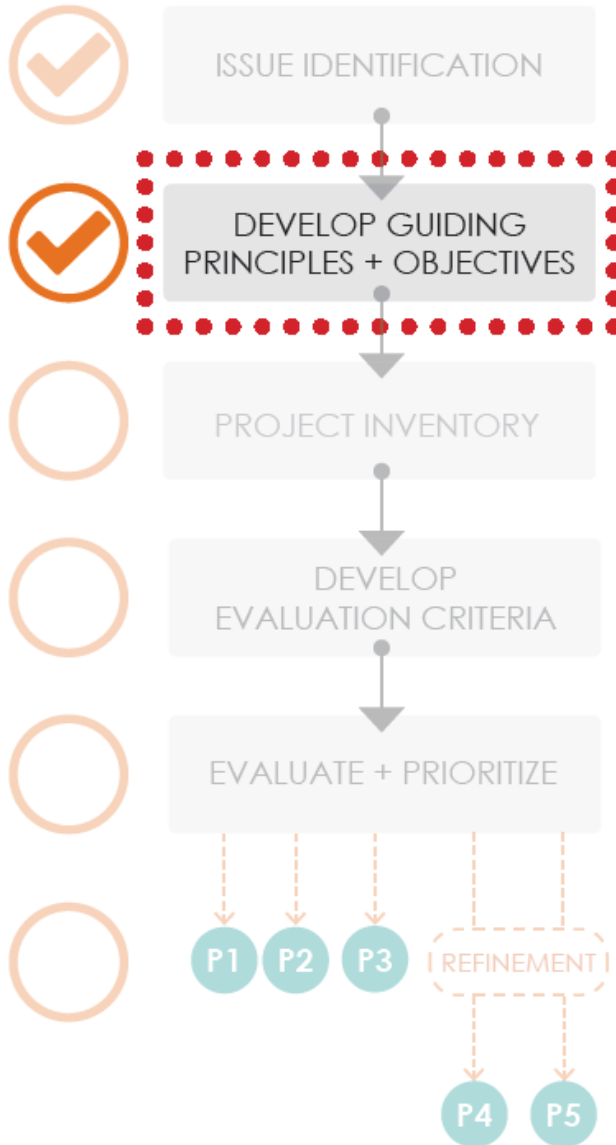 ISSUE IDENTIFICATION
DEVELOP GUIDING
PRINCIPLES + OBJECTIVES
PROJECT INVENTORY
DEVELOP
EVALUATION CRITERIA
EVALUATE + PRIORITIZE
P1 P2 P3 REFINEMENT
P4 P5